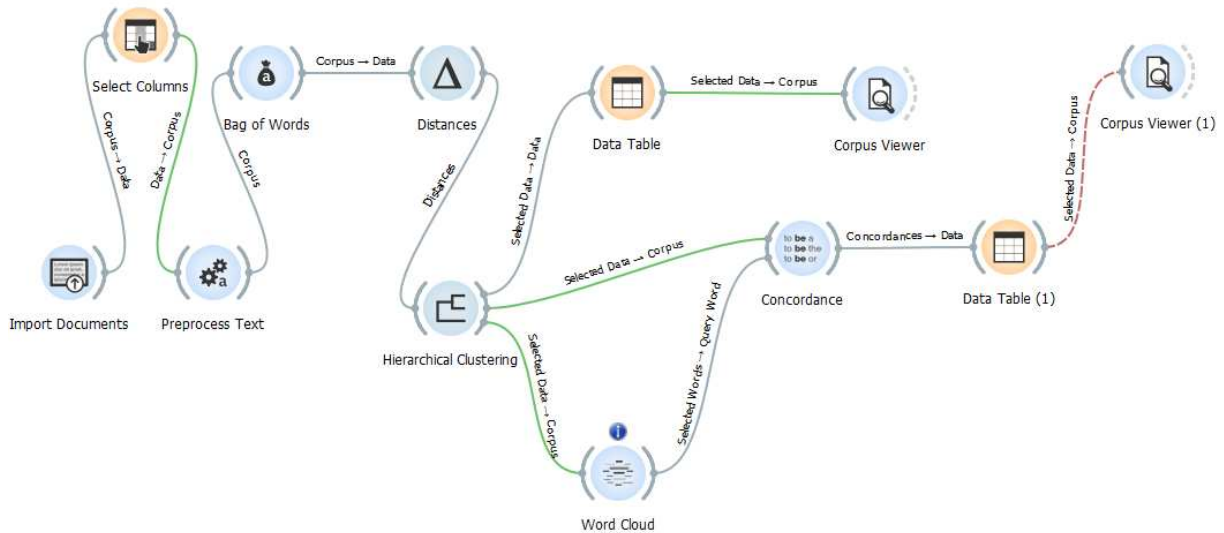 Select Columns
Corpus → Data
Data → Corpus
Import Documents
Preprocess Text
a
Corpus
a
Bag of Words
Corpus → Data
Distances
Distances
Hierarchical Clustering
Selected Data → Data
Data Table
Selected Data → Corpus
Corpus Viewer
Selected Data → Corpus
Selected Data → Corpus
i
Word Cloud
Selected Words → Query Word
to be a
to be the
to be or
Concordance
Concordances → Data
Data Table (1)
Selected Data → Corpus
Corpus Viewer (1)